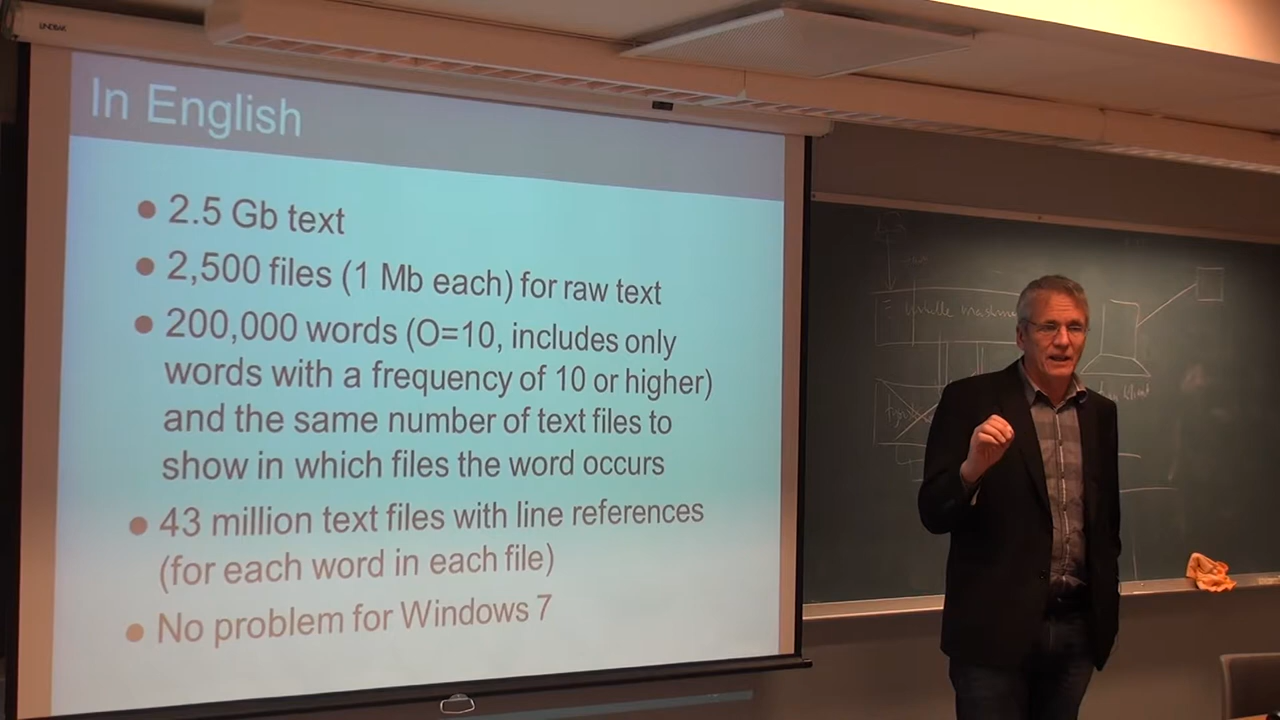 LINDBAK
In English
• 2.5 Gb text
• 2,500 files (1 Mb each) for raw text
• 200,000 words (O=10, includes only
words with a frequency of 10 or higher)
and the same number of text files to
show in which files the word occurs
• 43 million text files with line references
(for each word in each file)
• No problem for Windows 7